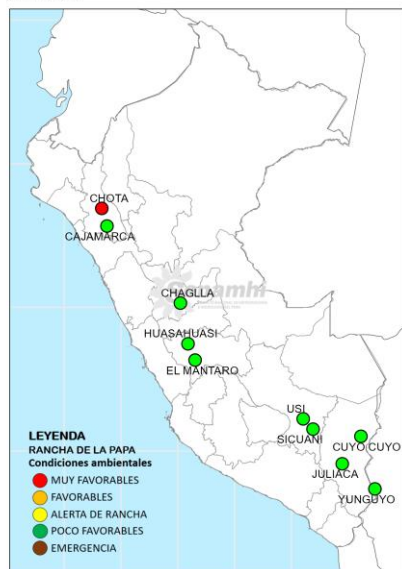 CHOTA
CAJAMARCA
Senamhi
CHAGLLA
HUASAHUASI
EL MANTARO
USI
SICUANI
CUYO CUYO
JULIACA
YUNGUYO
LEYENDA
RANCHA DE LA PAPA
Condiciones ambientales
MUY FAVORABLES
FAVORABLES
ALERTA DE RANCHA
POCO FAVORABLES
EMERGENCIA